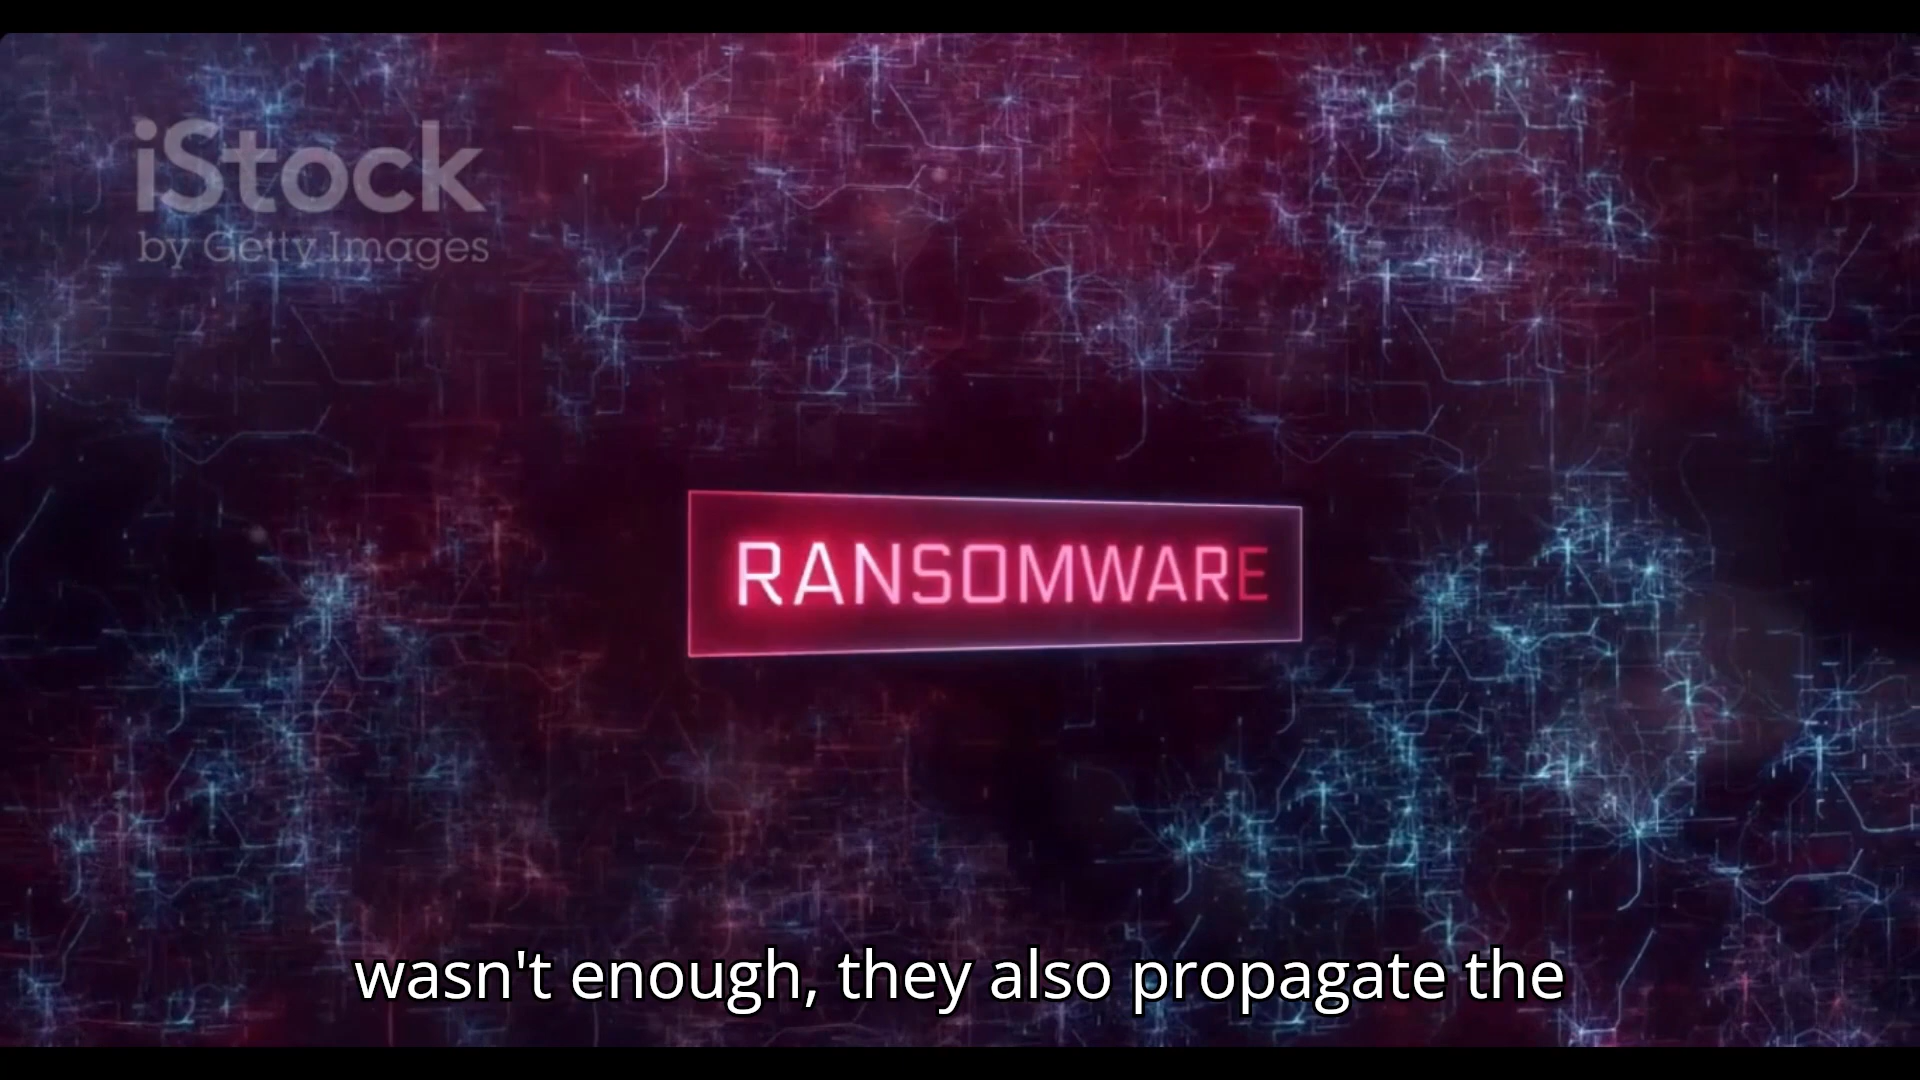 iStock
by Getty Images
RANSOMWARE
wasn't enough, they also propagate the